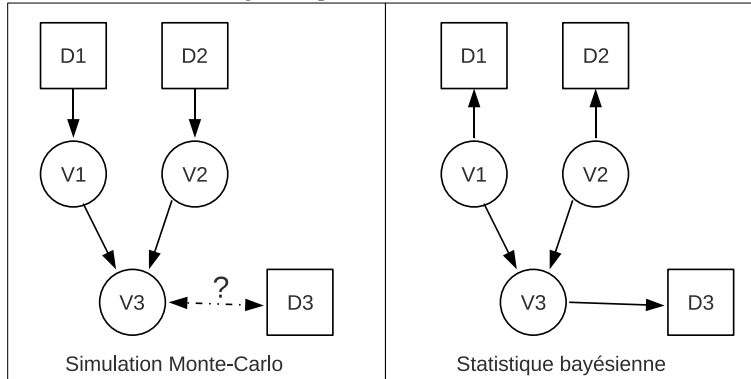 D1 D2 D1 D2
V1 V2 V1 V2
?
V3 D3 V3 D3
Simulation Monte-Carlo Statistique bayésienne